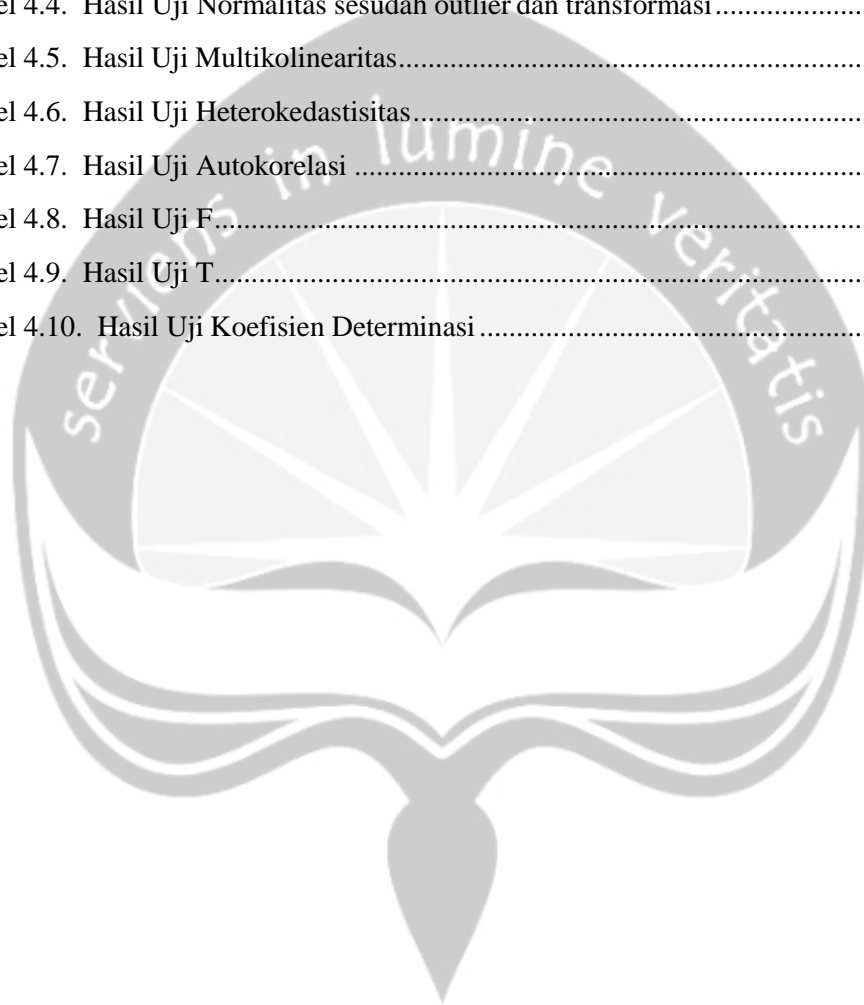 el 4.4. Hasil Uji Normalitas sesudah outlier dan transformasi....................
el 4.5. Hasil Uji Multikolinearitas..............................................................
el 4.6. Hasil Uji Heterokedastisitas............................................................
el 4.7. Hasil Uji Autokorelasi ....................................................................
el 4.8. Hasil Uji F.......................................................................................
el 4.9. Hasil Uji T.......................................................................................
el 4.10. Hasil Uji Koefisien Determinasi ...................................................
serviens in lumine veritatis